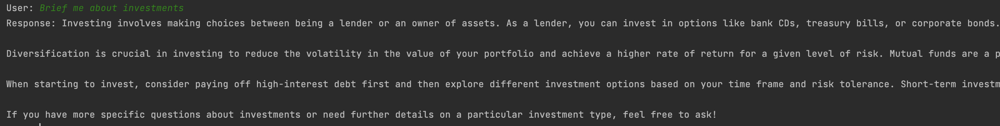 User: Brief me about investments
Response: Investing involves making choices between being a lender or an owner of assets. As a lender, you can invest in options like bank CDs, treasury bills, or corporate bonds.
Diversification is crucial in investing to reduce the volatility in the value of your portfolio and achieve a higher rate of return for a given level of risk. Mutual funds are a p
When starting to invest, consider paying off high-interest debt first and then explore different investment options based on your time frame and risk tolerance. Short-term investm
If you have more specific questions about investments or need further details on a particular investment type, feel free to ask!